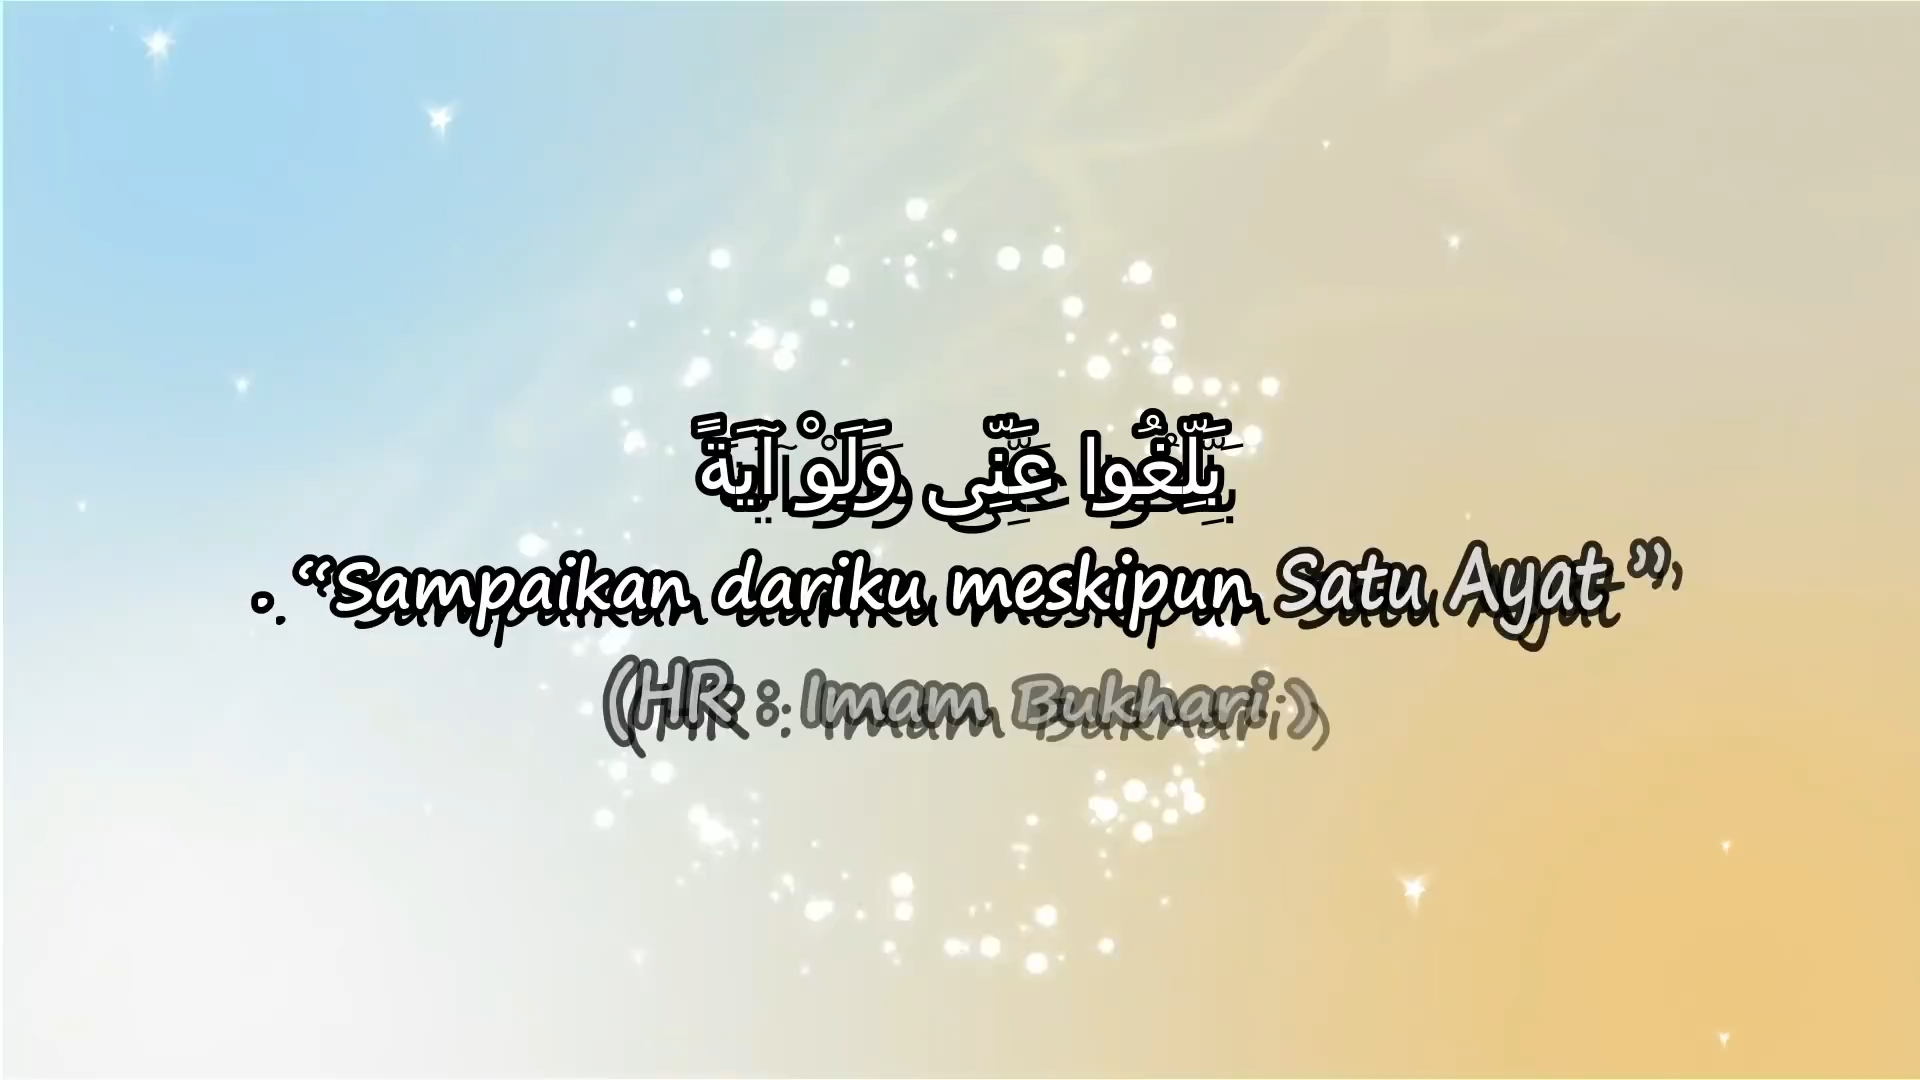 بَلِّغُوا عَنِّى وَلَوْ آيَةً
. “Sampaikan dariku meskipun Satu Ayat ”
(HR : Imam Bukhari )